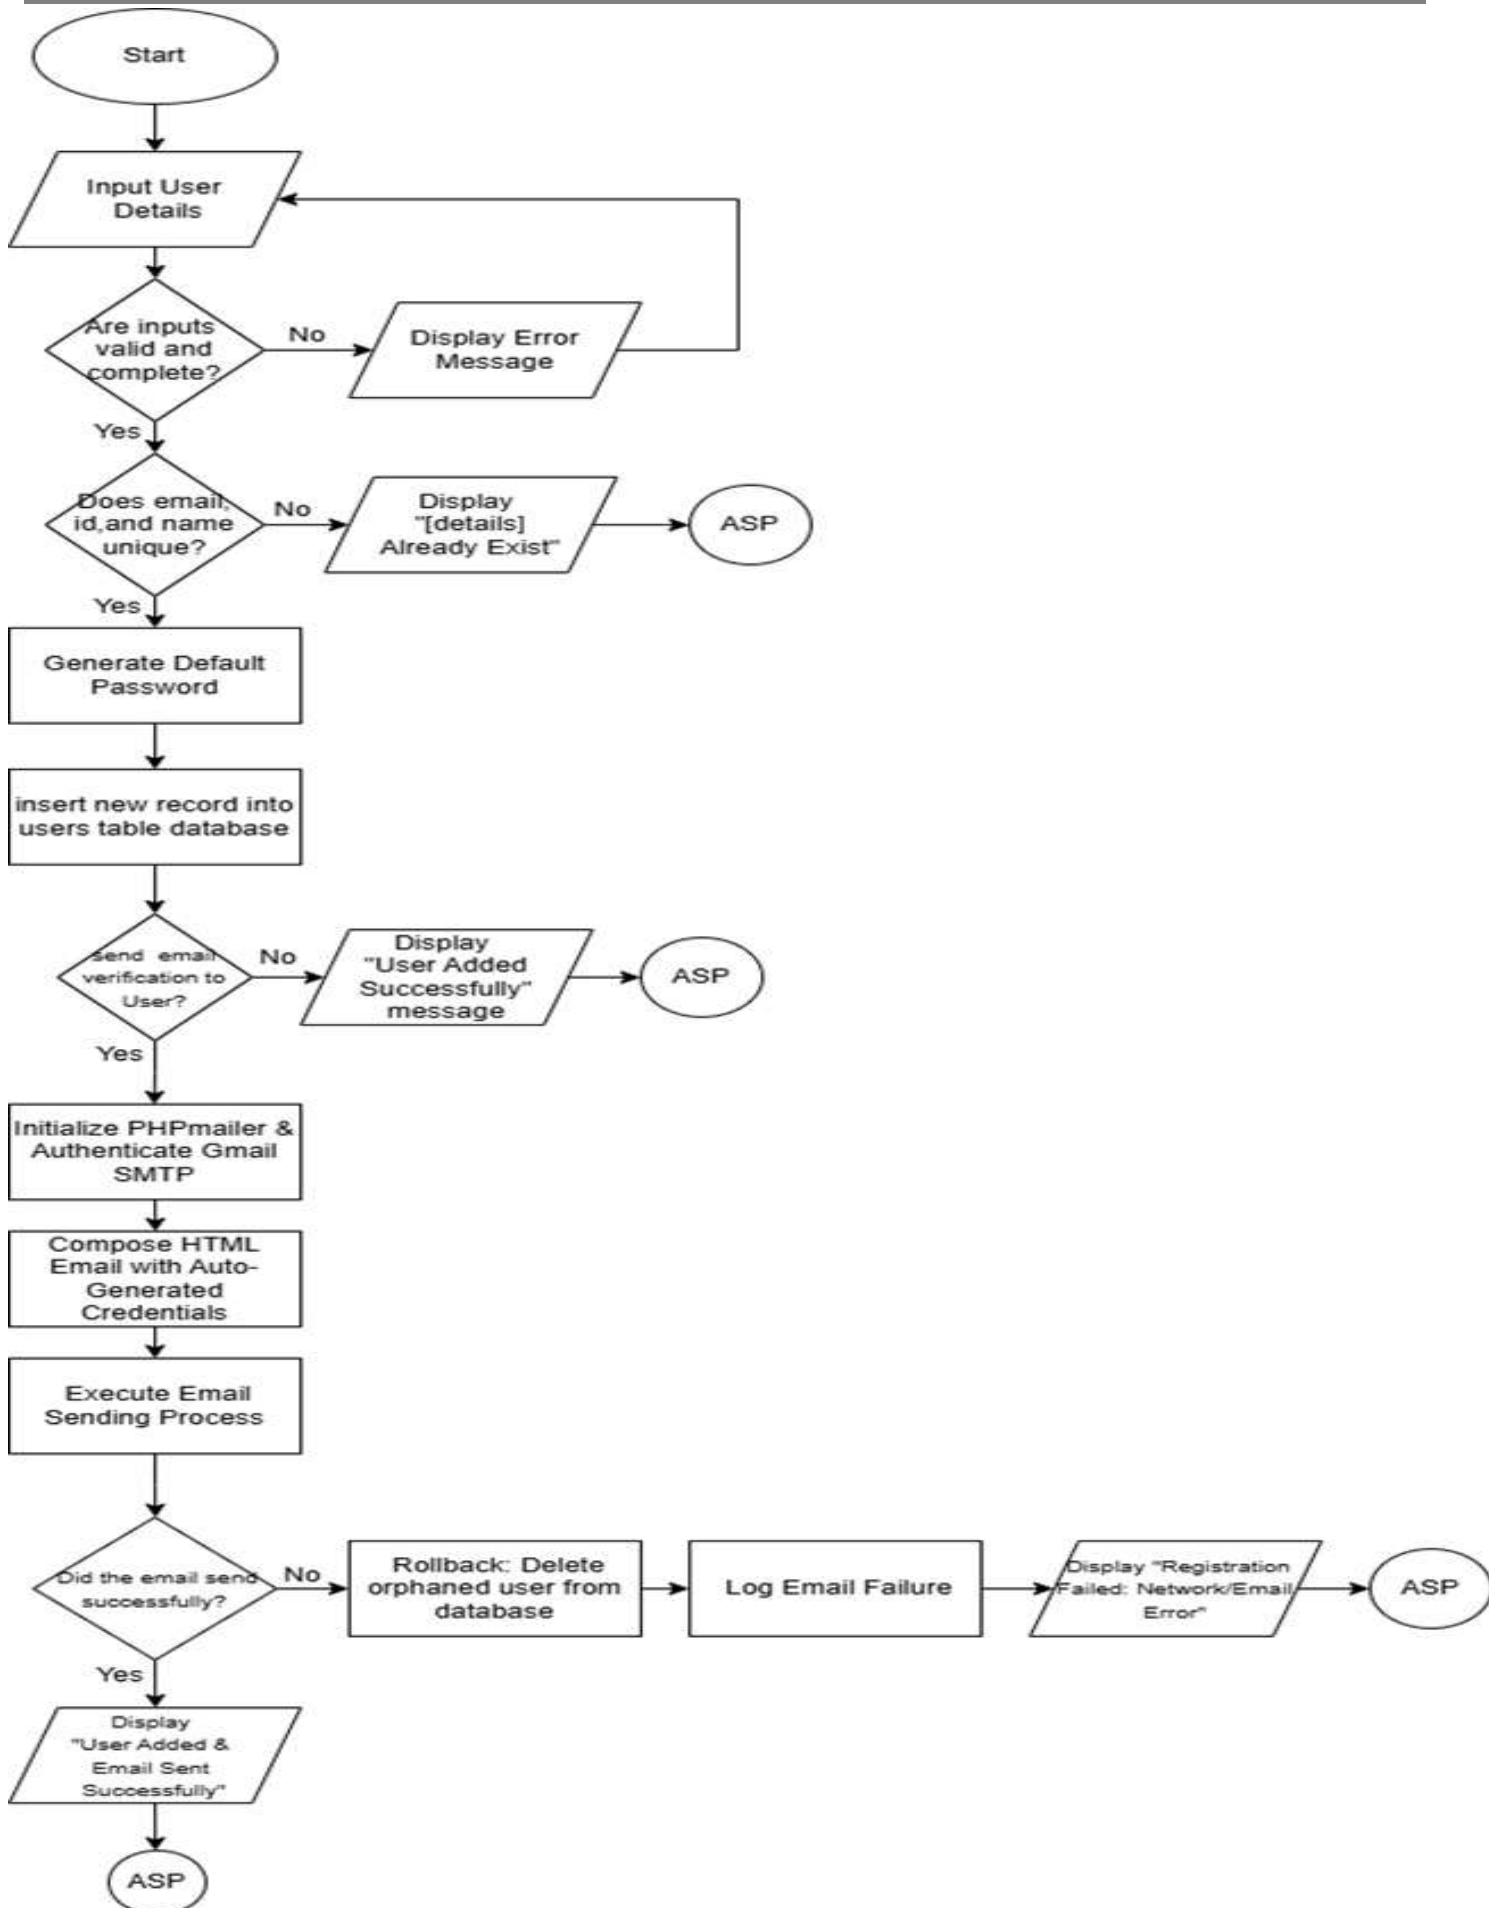 Start
Input User
Details
Are inputs
valid and
complete?
No
Display Error
Message
Yes
Does email,
id,and name
unique?
No
Display
"[details]
Already Exist"
ASP
Yes
Generate Default
Password
insert new record into
users table database
send email
verification to
User?
No
Display
"User Added
Successfully"
message
ASP
Yes
Initialize PHPmailer &
Authenticate Gmail
SMTP
Compose HTML
Email with Auto-
Generated
Credentials
Execute Email
Sending Process
Did the email send
successfully?
No
Rollback: Delete
orphaned user from
database
Log Email Failure
Display "Registration
Failed: Network/Email
Error"
ASP
Yes
Display
"User Added &
Email Sent
Successfully"
ASP